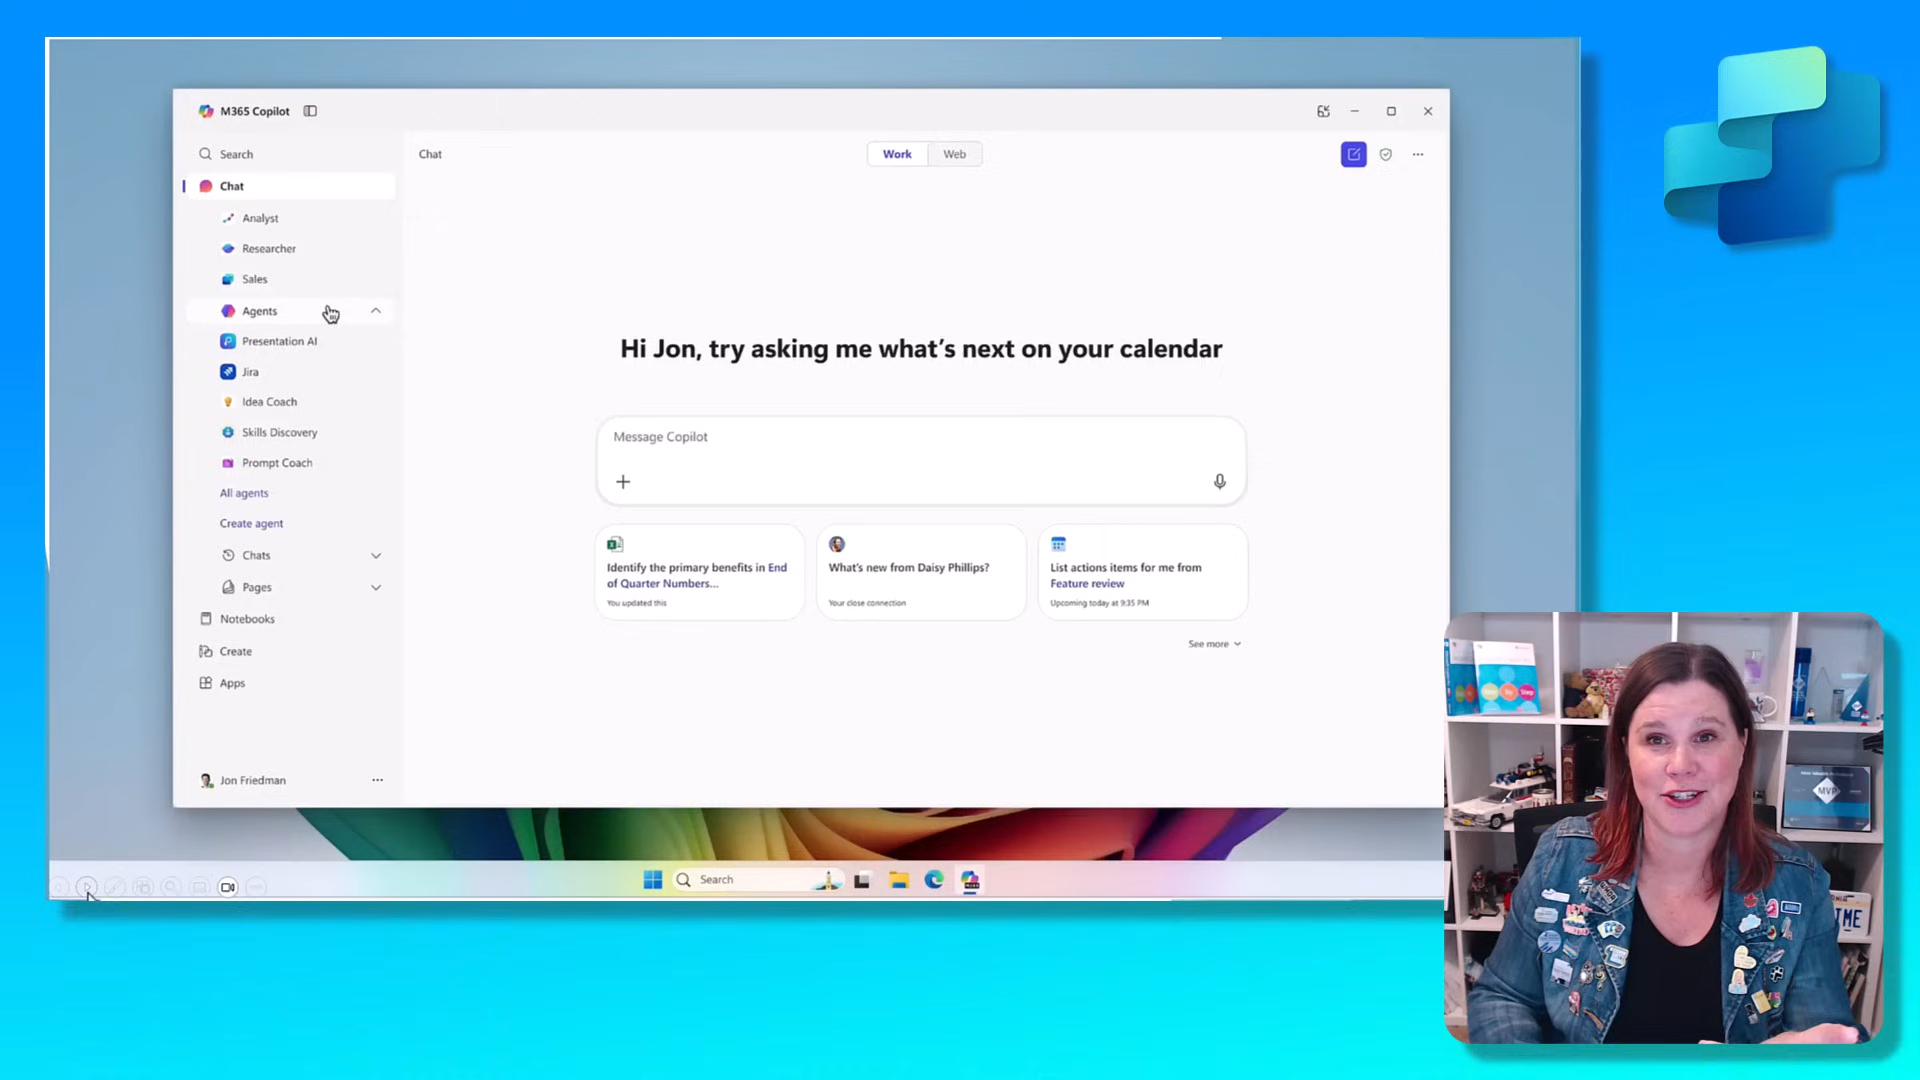 M365 Copilot
Search
Chat
Analyst
Researcher
Sales
Agents
Presentation AI
Jira
Idea Coach
Skills Discovery
Prompt Coach
All agents
Create agent
Chats
Pages
Notebooks
Create
Apps
Jon Friedman
Chat
Work
Web
Hi Jon, try asking me what's next on your calendar
Message Copilot
Identify the primary benefits in End
of Quarter Numbers...
You updated this
What's new from Daisy Phillips?
Your close connection
List actions items for me from
Feature review
Upcoming today at 9:35 PM
See more
Search
MVP